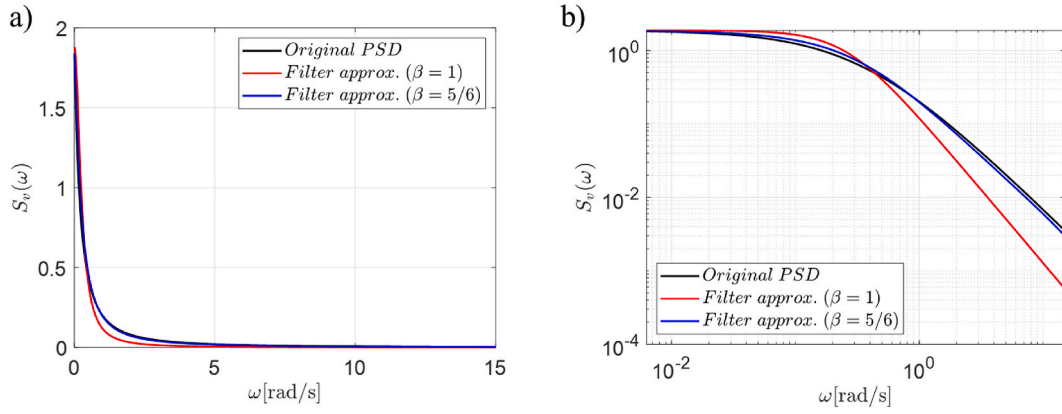 a)
2
1.5
1
0.5
0
S_v(ω)
Original PSD
Filter approx. (β = 1)
Filter approx. (β = 5/6)
0 5 10 15
ω[rad/s]
b)
10^0
10^-2
10^-4
S_v(ω)
Original PSD
Filter approx. (β = 1)
Filter approx. (β = 5/6)
10^-2 10^0
ω[rad/s]